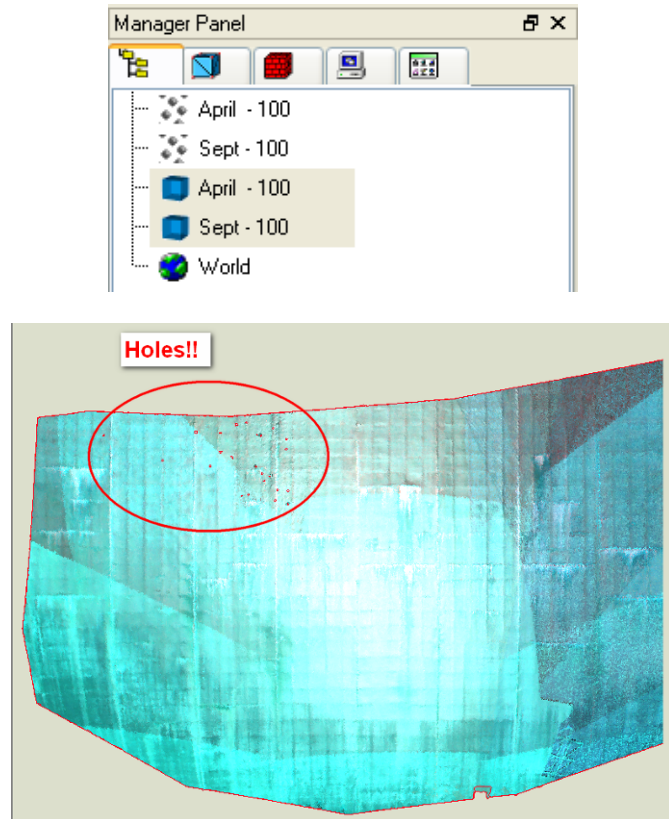 Manager Panel
April - 100
Sept - 100
April - 100
Sept - 100
World
Holes!!